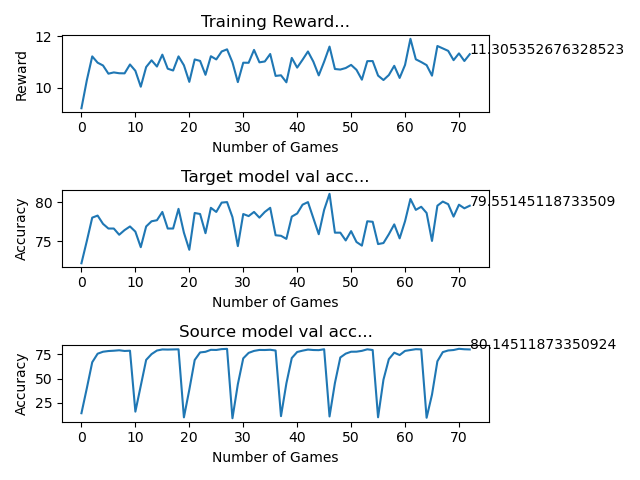 Training Reward...
12
10
Reward
11.305352676328523
0 10 20 30 40 50 60 70
Number of Games
Target model val acc...
80
75
Accuracy
79.55145118733509
0 10 20 30 40 50 60 70
Number of Games
Source model val acc...
75
50
25
Accuracy
80.14511873350924
0 10 20 30 40 50 60 70
Number of Games